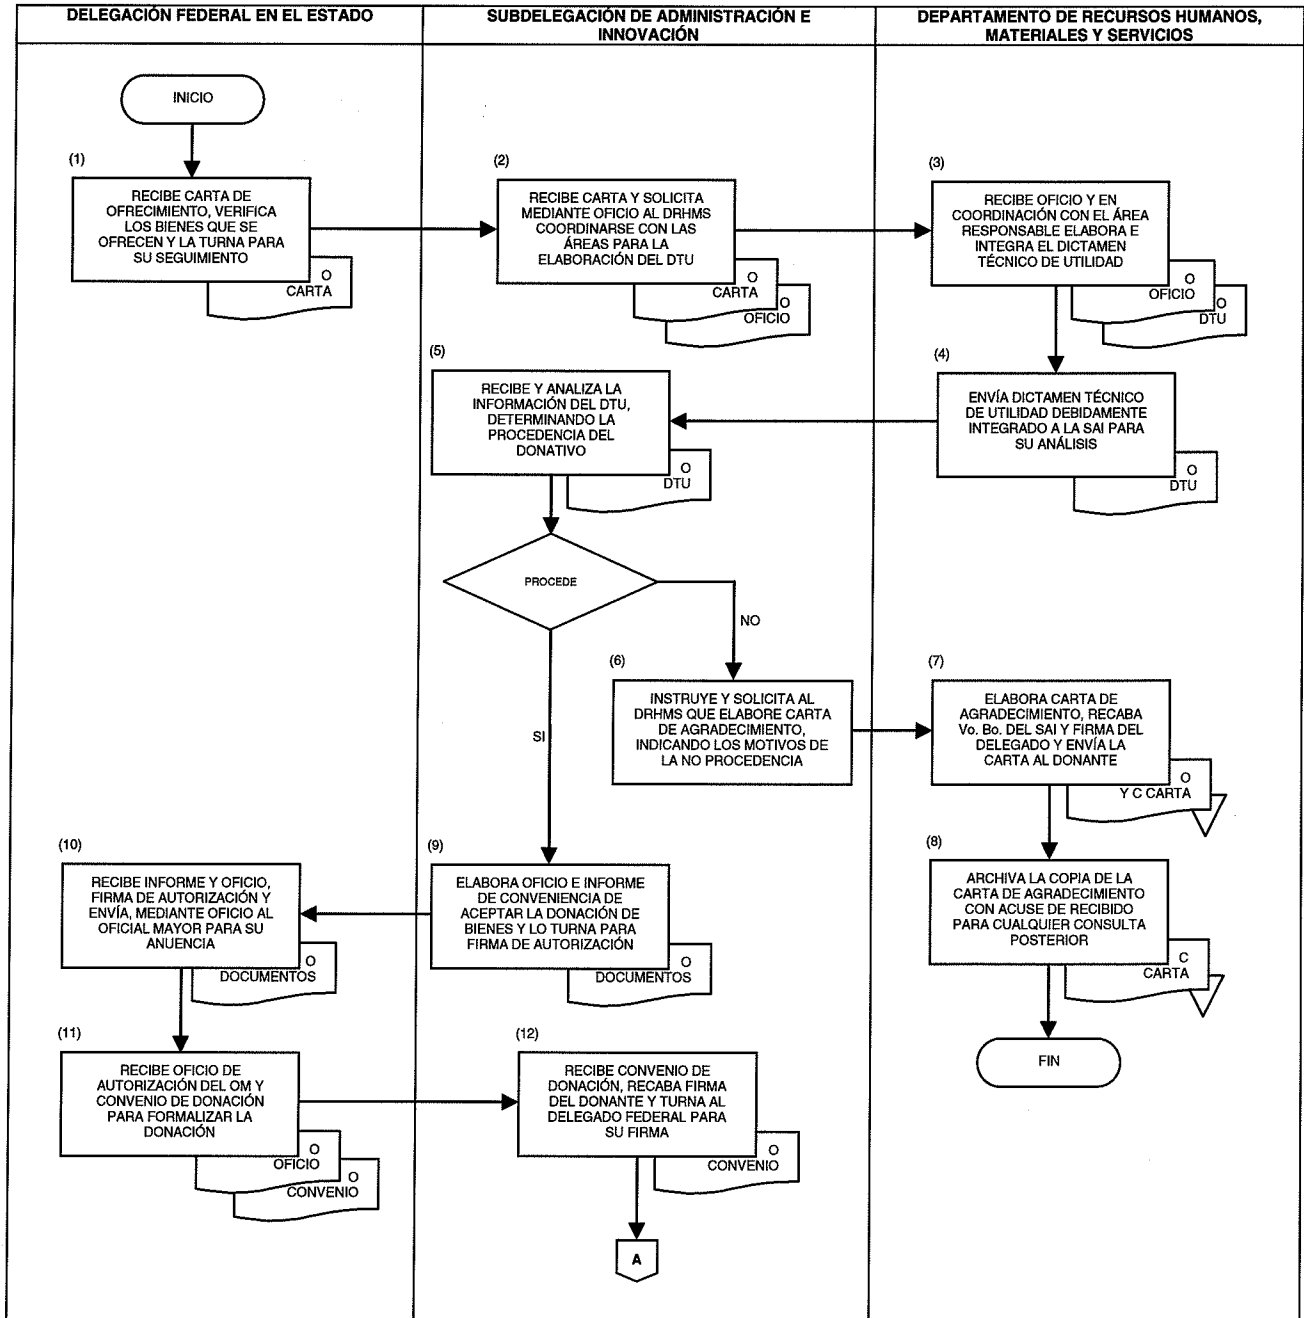 DELEGACIÓN FEDERAL EN EL ESTADO
SUBDELEGACIÓN DE ADMINISTRACIÓN E
INNOVACIÓN
DEPARTAMENTO DE RECURSOS HUMANOS,
MATERIALES Y SERVICIOS
INICIO
(1)
RECIBE CARTA DE
OFRECIMIENTO, VERIFICA
LOS BIENES QUE SE
OFRECEN Y LA TURNA PARA
SU SEGUIMIENTO
O
CARTA
(2)
RECIBE CARTA Y SOLICITA
MEDIANTE OFICIO AL DRHMS
COORDINARSE CON LAS
ÁREAS PARA LA
ELABORACIÓN DEL DTU
O
CARTA
O
OFICIO
(3)
RECIBE OFICIO Y EN
COORDINACIÓN CON EL ÁREA
RESPONSABLE ELABORA E
INTEGRA EL DICTAMEN
TÉCNICO DE UTILIDAD
O
OFICIO
O
DTU
(4)
ENVÍA DICTAMEN TÉCNICO
DE UTILIDAD DEBIDAMENTE
INTEGRADO A LA SAI PARA
SU ANÁLISIS
O
DTU
(5)
RECIBE Y ANALIZA LA
INFORMACIÓN DEL DTU,
DETERMINANDO LA
PROCEDENCIA DEL
DONATIVO
O
DTU
PROCEDE
NO
SI
(6)
INSTRUYE Y SOLICITA AL
DRHMS QUE ELABORE CARTA
DE AGRADECIMIENTO,
INDICANDO LOS MOTIVOS DE
LA NO PROCEDENCIA
(7)
ELABORA CARTA DE
AGRADECIMIENTO, RECABA
Vo. Bo. DEL SAI Y FIRMA DEL
DELEGADO Y ENVÍA LA
CARTA AL DONANTE
O
Y C CARTA
(8)
ARCHIVA LA COPIA DE LA
CARTA DE AGRADECIMIENTO
CON ACUSE DE RECIBIDO
PARA CUALQUIER CONSULTA
POSTERIOR
C
CARTA
FIN
(9)
ELABORA OFICIO E INFORME
DE CONVENIENCIA DE
ACEPTAR LA DONACIÓN DE
BIENES Y LO TURNA PARA
FIRMA DE AUTORIZACIÓN
O
DOCUMENTOS
(10)
RECIBE INFORME Y OFICIO,
FIRMA DE AUTORIZACIÓN Y
ENVÍA, MEDIANTE OFICIO AL
OFICIAL MAYOR PARA SU
ANUENCIA
O
DOCUMENTOS
(11)
RECIBE OFICIO DE
AUTORIZACIÓN DEL OM Y
CONVENIO DE DONACIÓN
PARA FORMALIZAR LA
DONACIÓN
O
OFICIO
O
CONVENIO
(12)
RECIBE CONVENIO DE
DONACIÓN, RECABA FIRMA
DEL DONANTE Y TURNA AL
DELEGADO FEDERAL PARA
SU FIRMA
O
CONVENIO
A